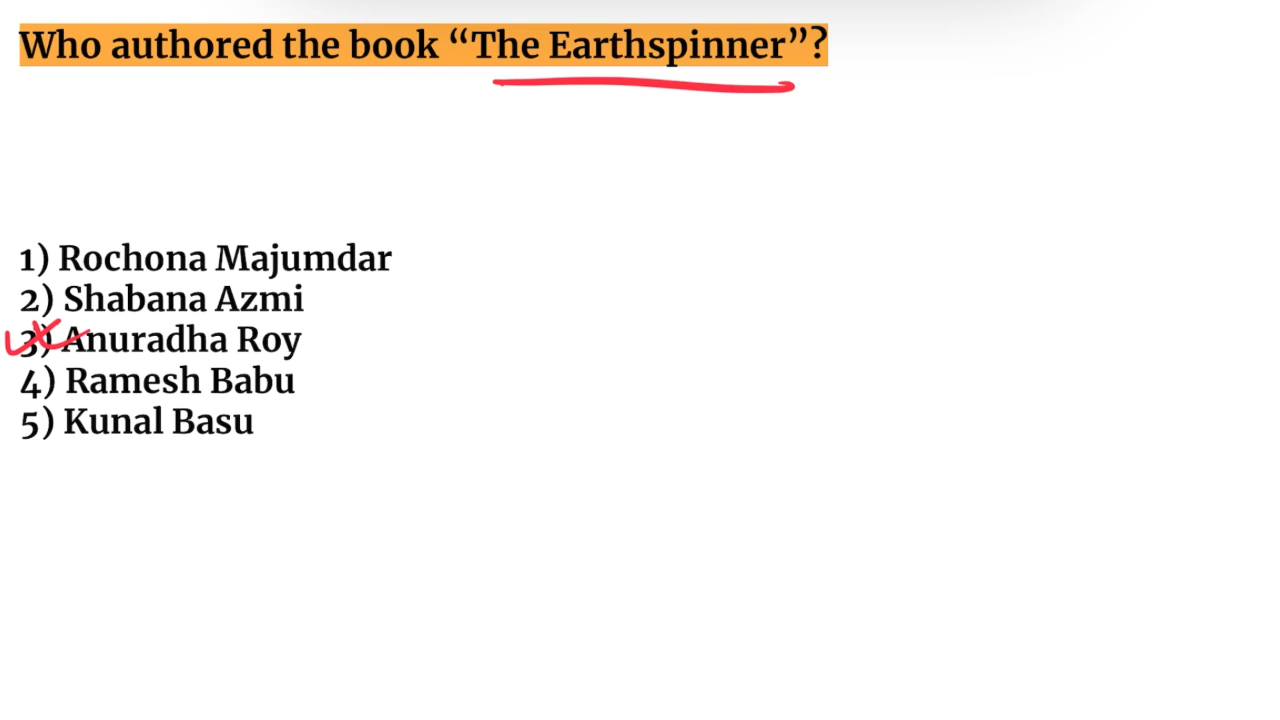 Who authored the book “The Earthspinner”?
1) Rochona Majumdar
2) Shabana Azmi
3) Anuradha Roy
4) Ramesh Babu
5) Kunal Basu